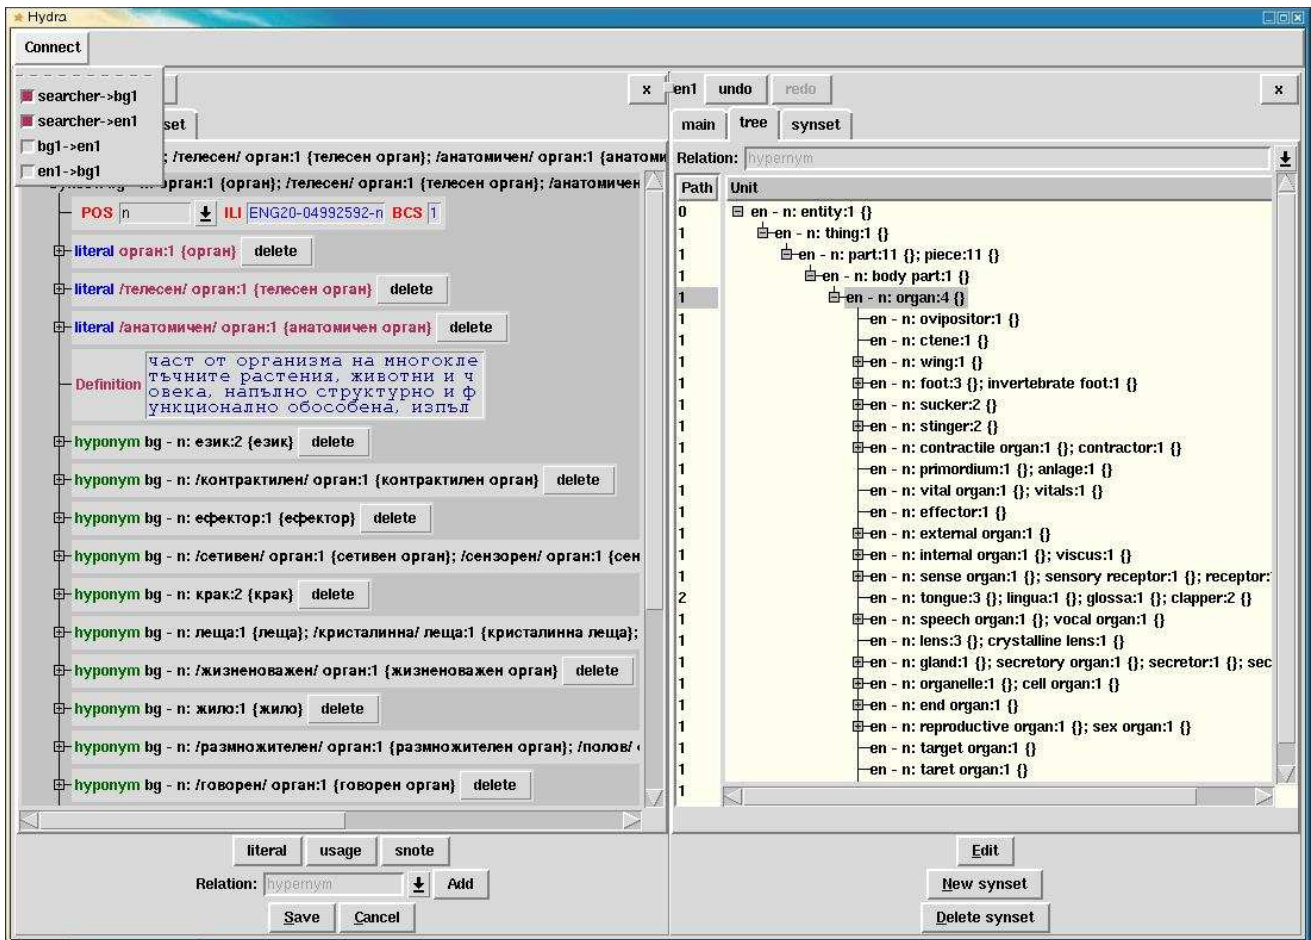 Hydra
Connect
searcher->bg1
searcher->en1
bg1->en1
en1->bg1
x
set
; /телесен/ орган:1 {телесен орган}; /анатомичен/ орган:1 {анатоми
орган:1 {орган}; /телесен/ орган:1 {телесен орган}; /анатомичен
POS n ILI ENG20-04992592-n BCS 1
literal орган:1 {орган} delete
literal /телесен/ орган:1 {телесен орган} delete
literal /анатомичен/ орган:1 {анатомичен орган} delete
Definition
част от организма на многокле
тъчните растения, животни и ч
овека, напълно структурно и ф
ункционално обособена, изпъл
hyponym bg - n: език:2 {език} delete
hyponym bg - n: /контрактилен/ орган:1 {контрактилен орган} delete
hyponym bg - n: ефектор:1 {ефектор} delete
hyponym bg - n: /сетивен/ орган:1 {сетивен орган}; /сензорен/ орган:1 {сен
hyponym bg - n: крак:2 {крак} delete
hyponym bg - n: леща:1 {леща}; /кристалинна/ леща:1 {кристалинна леща};
hyponym bg - n: /жизненоважен/ орган:1 {жизненоважен орган} delete
hyponym bg - n: жило:1 {жило} delete
hyponym bg - n: /размножителен/ орган:1 {размножителен орган}; /полов/
hyponym bg - n: /говорен/ орган:1 {говорен орган} delete
literal usage snote
Relation: hypernym Add
Save Cancel
en1 undo redo x
main tree synset
Relation: hypernym
Path Unit
0 en - n: entity:1 {}
1 en - n: thing:1 {}
1 en - n: part:11 {}; piece:11 {}
1 en - n: body part:1 {}
1 en - n: organ:4 {}
1 en - n: ovipositor:1 {}
1 en - n: ctene:1 {}
1 en - n: wing:1 {}
1 en - n: foot:3 {}; invertebrate foot:1 {}
1 en - n: sucker:2 {}
1 en - n: stinger:2 {}
1 en - n: contractile organ:1 {}; contractor:1 {}
1 en - n: primordium:1 {}; anlage:1 {}
1 en - n: vital organ:1 {}; vitals:1 {}
1 en - n: effector:1 {}
1 en - n: external organ:1 {}
1 en - n: internal organ:1 {}; viscus:1 {}
1 en - n: sense organ:1 {}; sensory receptor:1 {}; receptor:
2 en - n: tongue:3 {}; lingua:1 {}; glossa:1 {}; clapper:2 {}
1 en - n: speech organ:1 {}; vocal organ:1 {}
1 en - n: lens:3 {}; crystalline lens:1 {}
1 en - n: gland:1 {}; secretory organ:1 {}; secretor:1 {}; sec
1 en - n: organelle:1 {}; cell organ:1 {}
1 en - n: end organ:1 {}
1 en - n: reproductive organ:1 {}; sex organ:1 {}
1 en - n: target organ:1 {}
1 en - n: taret organ:1 {}
1
Edit
New synset
Delete synset